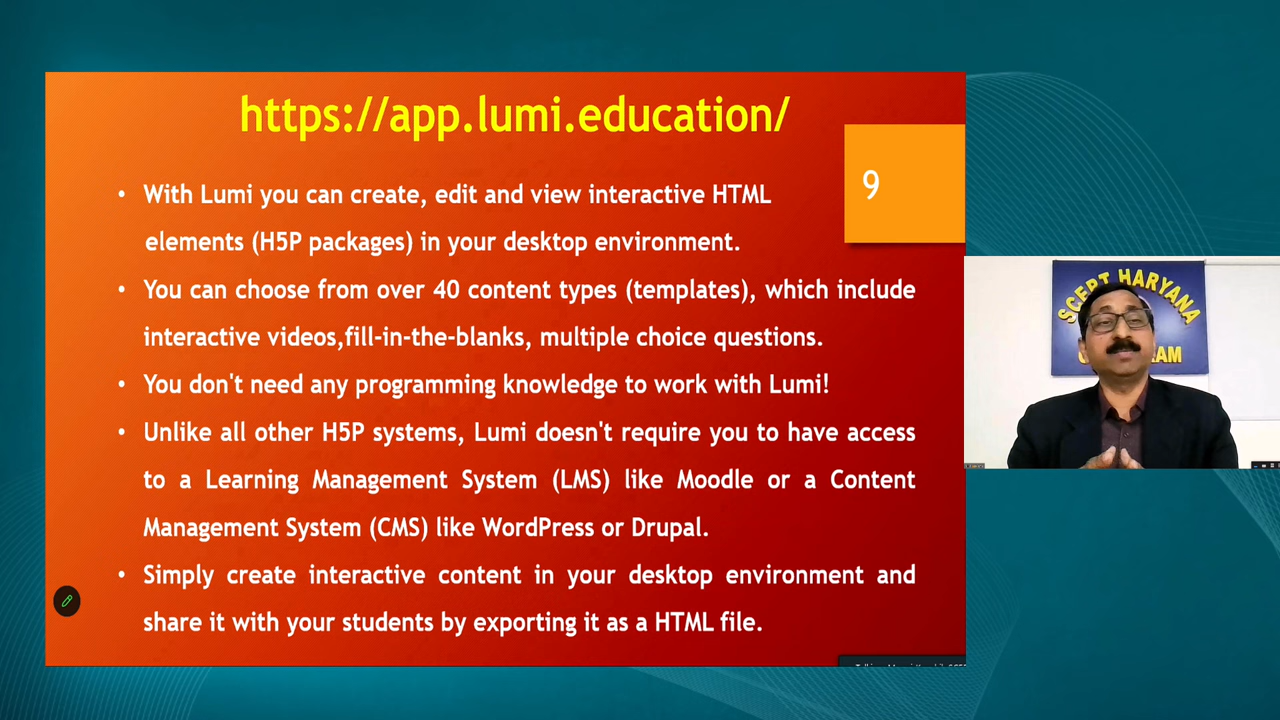 https://app.lumi.education/
9
• With Lumi you can create, edit and view interactive HTML
elements (H5P packages) in your desktop environment.
• You can choose from over 40 content types (templates), which include
interactive videos,fill-in-the-blanks, multiple choice questions.
• You don't need any programming knowledge to work with Lumi!
• Unlike all other H5P systems, Lumi doesn't require you to have access
to a Learning Management System (LMS) like Moodle or a Content
Management System (CMS) like WordPress or Drupal.
• Simply create interactive content in your desktop environment and
share it with your students by exporting it as a HTML file.
SCERT HARYANA